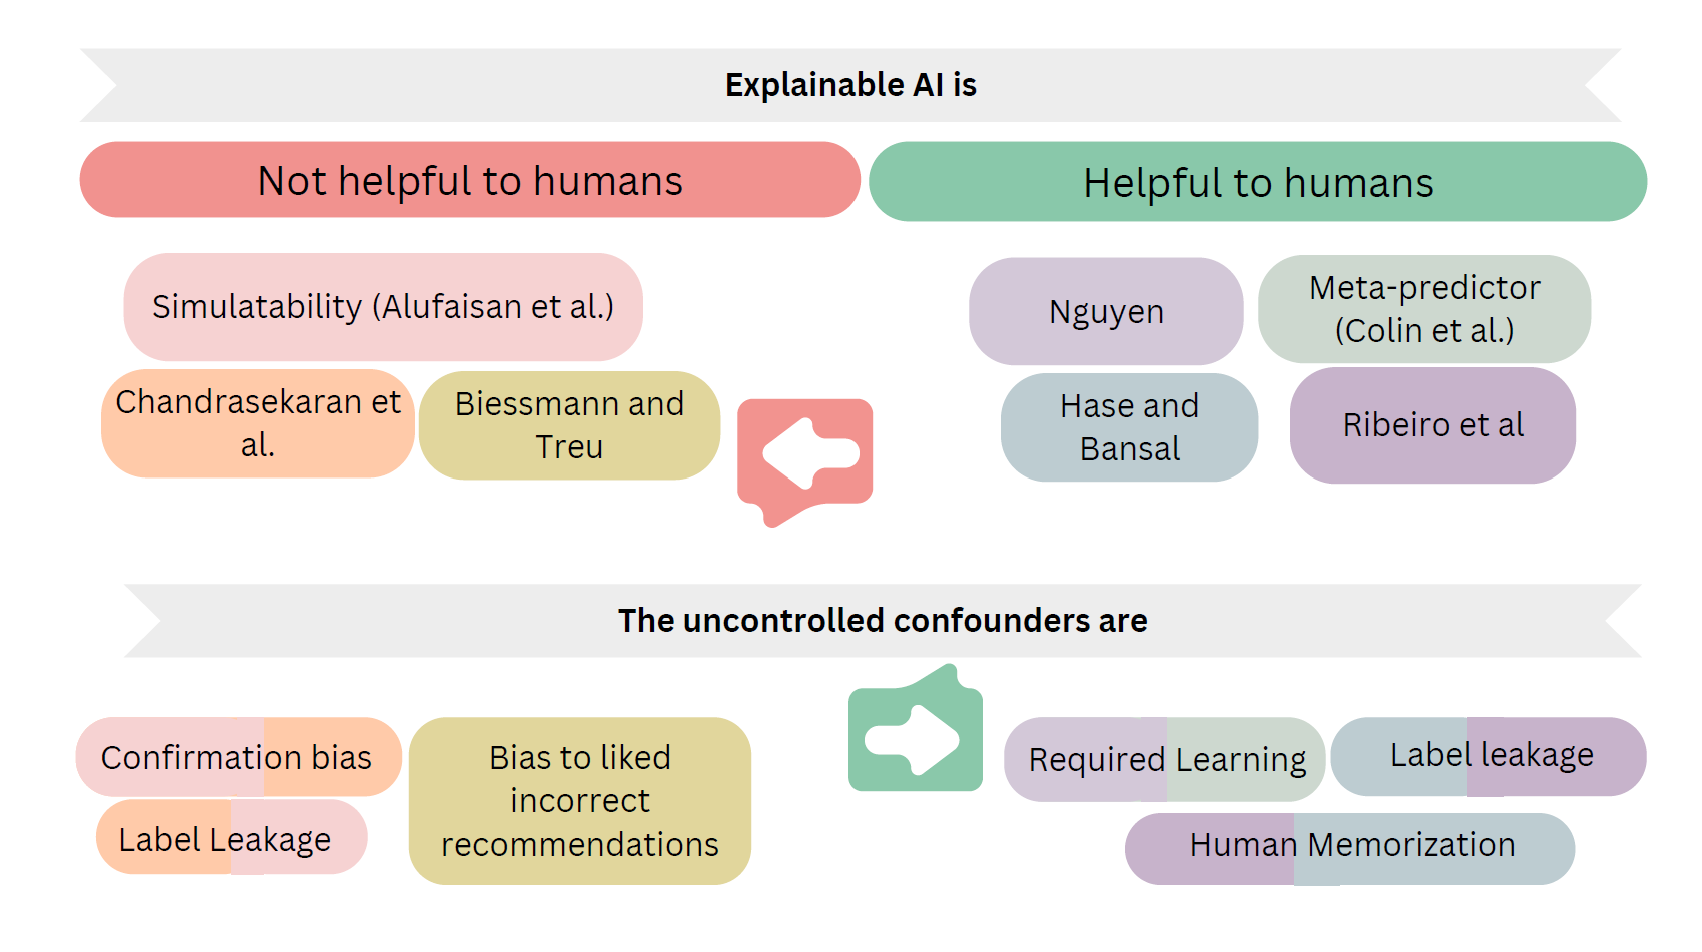 Explainable AI is
Not helpful to humans
Helpful to humans
Simulatability (Alufaisan et al.)
Chandrasekaran et
al.
Biessmann and
Treu
Nguyen
Meta-predictor
(Colin et al.)
Hase and
Bansal
Ribeiro et al
The uncontrolled confounders are
Confirmation bias
Label Leakage
Bias to liked
incorrect
recommendations
Required Learning
Label leakage
Human Memorization